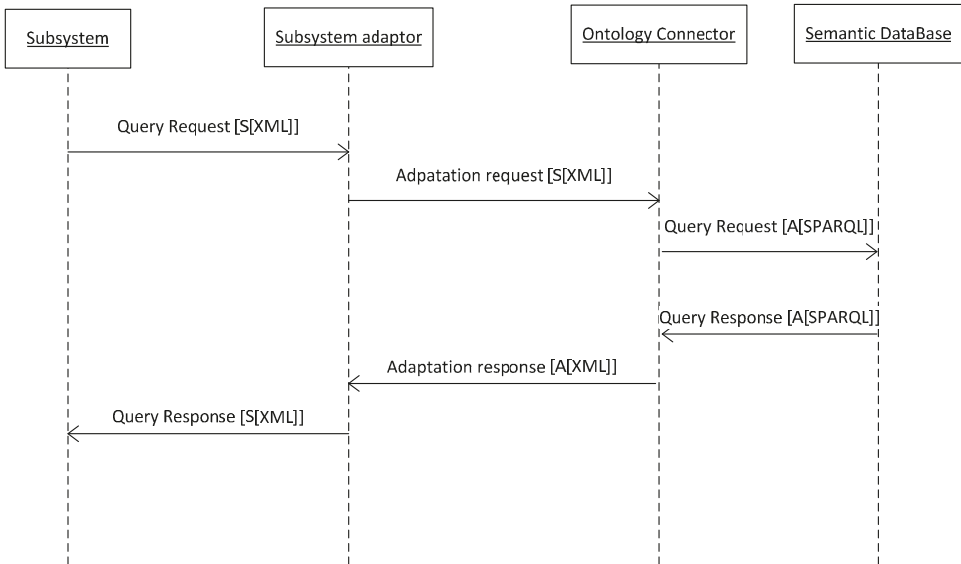 Subsystem
Subsystem adaptor
Ontology Connector
Semantic DataBase
Query Request [S[XML]]
Adpatation request [S[XML]]
Query Request [A[SPARQL]]
Query Response [A[SPARQL]]
Adaptation response [A[XML]]
Query Response [S[XML]]